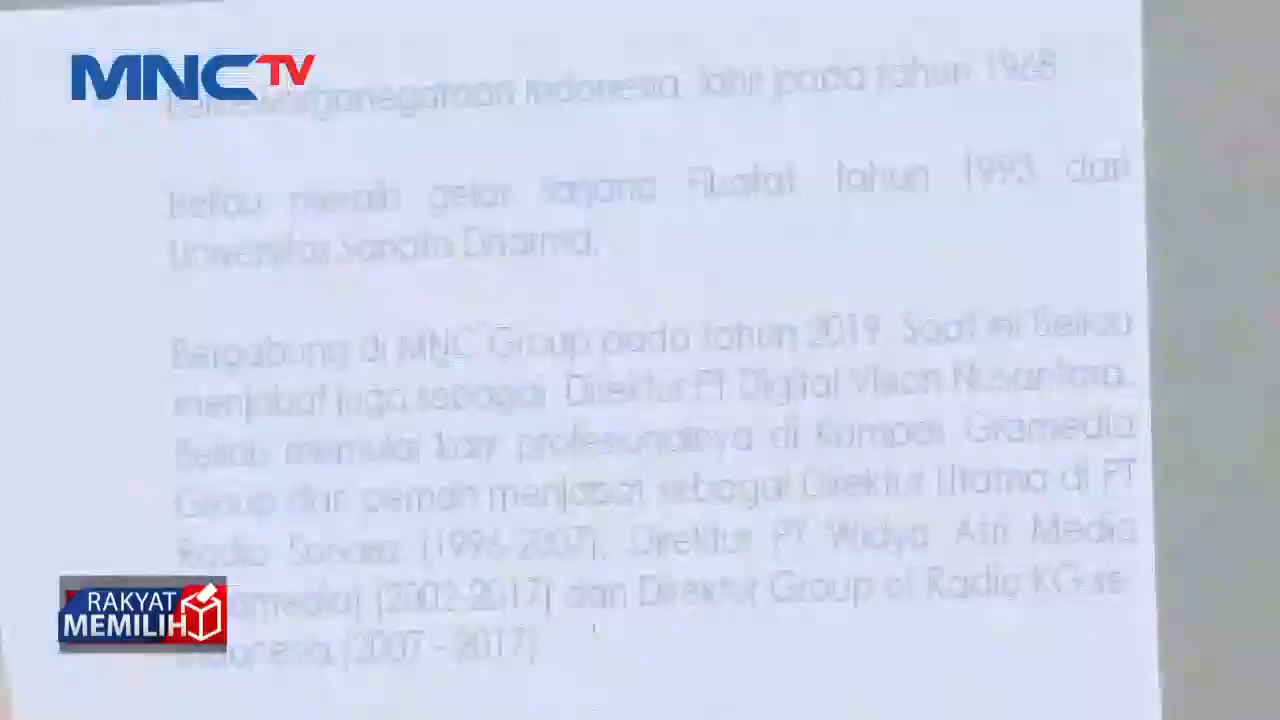 MNCTV
Indonesia, lahir pada tahun 1968
Beliau meraih gelar Sarjana Filsafat tahun 1993 dari
Universitas Sanata Dharma.
Bergabung di MNC Group pada tahun 2019. Saat ini Beliau
menjabat juga sebagai Direktur PT Digital Vision Nusantara.
Beliau memulai profesionalnya di Kompas Gramedia
Group dan pernah menjabat sebagai Direktur Utama di PT
Radio Sonora (1996-2007), Direktur PT Widya Asri Media
(2002-2017) dan Direktur Group of Radio KG se-
Indonesia (2007 - 2017)
RAKYAT
MEMILIH